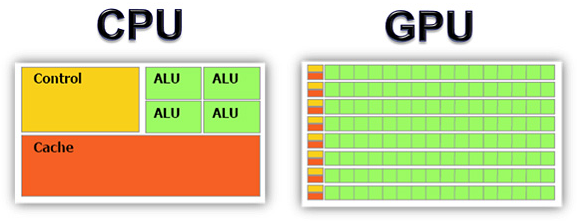 CPU
GPU
Control
ALU ALU
ALU ALU
Cache